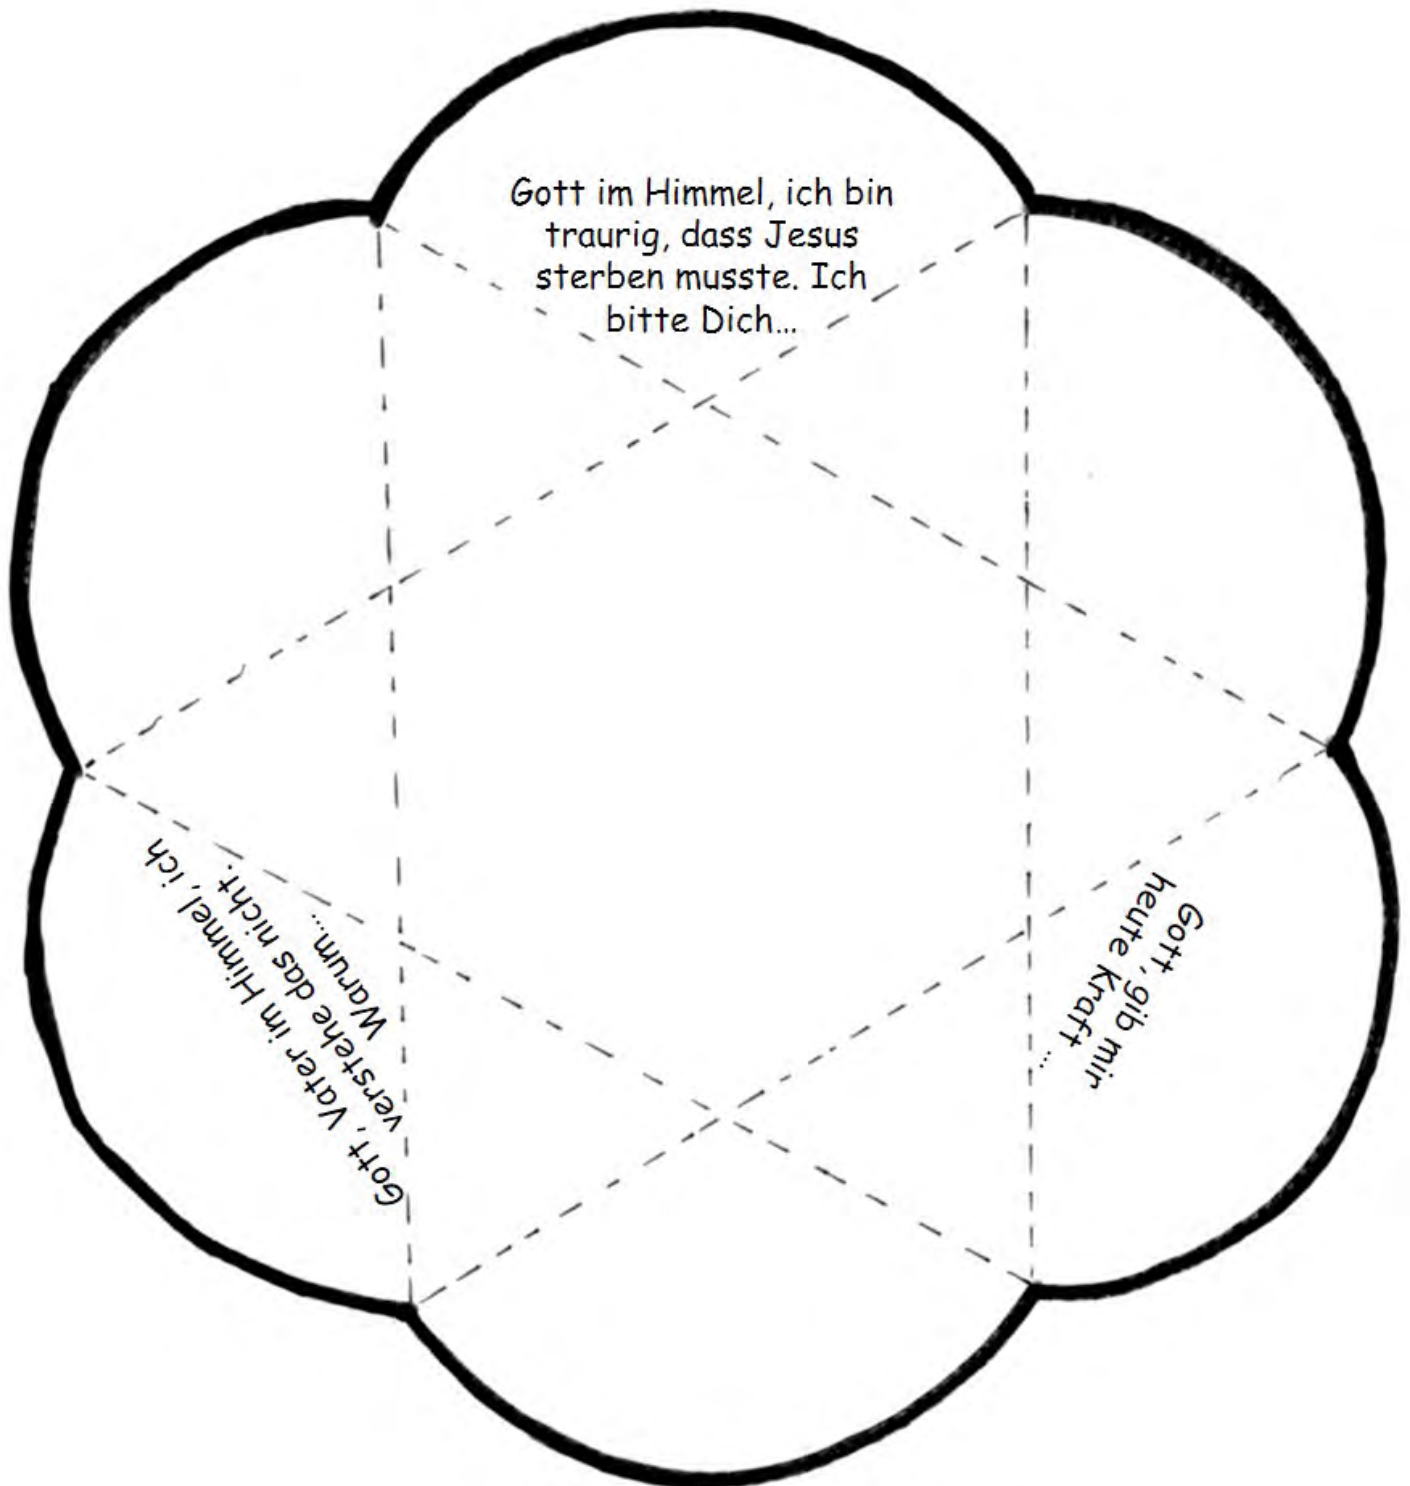 Gott im Himmel, ich bin
traurig, dass Jesus
sterben musste. Ich
bitte Dich...
Gott, gib mir
heute Kraft
...
Gott, Vater im Himmel, ich
verstehe das nicht.
Warum....